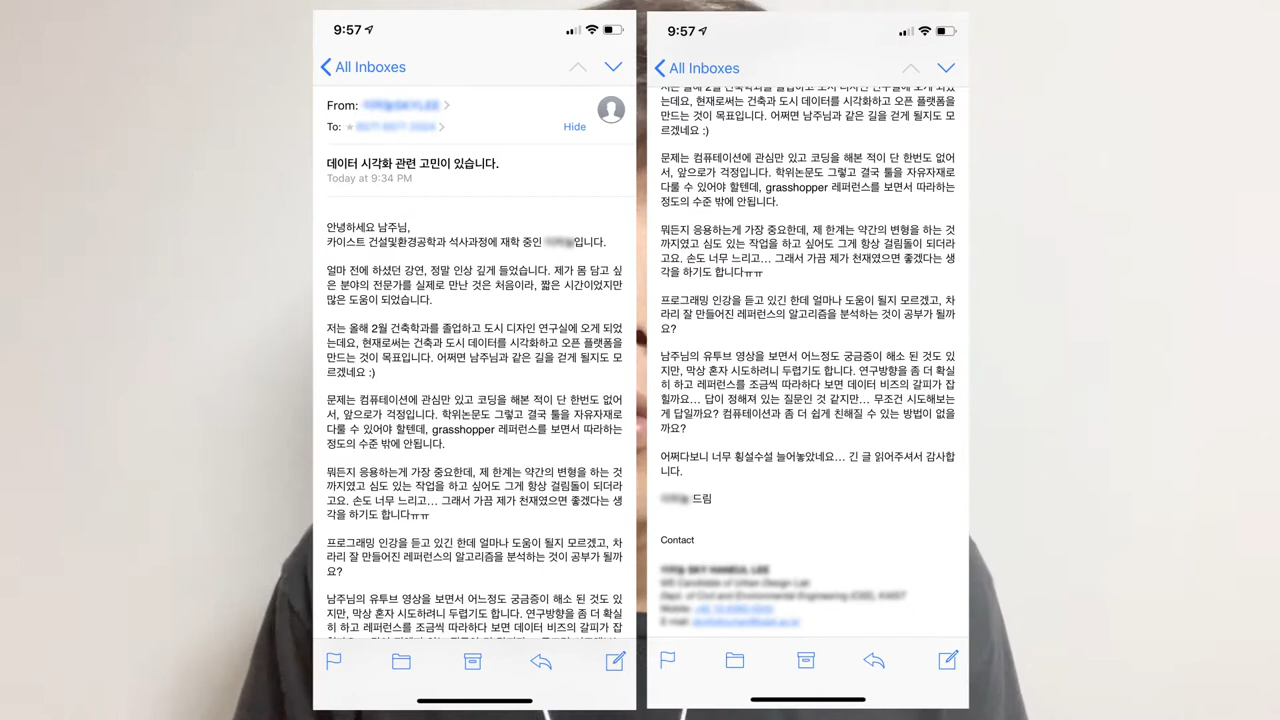 9:57
All Inboxes
From:
To:
Hide
데이터 시각화 관련 고민이 있습니다.
Today at 9:34 PM
안녕하세요 남주님,
카이스트 건설및환경공학과 석사과정에 재학 중인 입니다.
얼마 전에 하셨던 강연, 정말 인상 깊게 들었습니다. 제가 몸 담고 싶
은 분야의 전문가를 실제로 만난 것은 처음이라, 짧은 시간이었지만
많은 도움이 되었습니다.
저는 올해 2월 건축학과를 졸업하고 도시 디자인 연구실에 오게 되었
는데요, 현재로써는 건축과 도시 데이터를 시각화하고 오픈 플랫폼을
만드는 것이 목표입니다. 어쩌면 남주님과 같은 길을 걷게 될지도 모
르겠네요 :)
문제는 컴퓨테이션에 관심만 있고 코딩을 해본 적이 단 한번도 없어
서, 앞으로가 걱정입니다. 학위논문도 그렇고 결국 툴을 자유자재로
다룰 수 있어야 할텐데, grasshopper 레퍼런스를 보면서 따라하는
정도의 수준 밖에 안됩니다.
뭐든지 응용하는게 가장 중요한데, 제 한계는 약간의 변형을 하는 것
까지였고 심도 있는 작업을 하고 싶어도 그게 항상 걸림돌이 되더라
고요. 손도 너무 느리고... 그래서 가끔 제가 천재였으면 좋겠다는 생
각을 하기도 합니다ㅠㅠ
프로그래밍 인강을 듣고 있긴 한데 얼마나 도움이 될지 모르겠고, 차
라리 잘 만들어진 레퍼런스의 알고리즘을 분석하는 것이 공부가 될까
요?
남주님의 유투브 영상을 보면서 어느정도 궁금증이 해소 된 것도 있
지만, 막상 혼자 시도하려니 두렵기도 합니다. 연구방향을 좀 더 확실
히 하고 레퍼런스를 조금씩 따라하다 보면 데이터 비즈의 갈피가 잡
9:57
All Inboxes
저는 올해 2월 건축학과를 졸업하고 도시 디자인 연구실에 오게 되었
는데요, 현재로써는 건축과 도시 데이터를 시각화하고 오픈 플랫폼을
만드는 것이 목표입니다. 어쩌면 남주님과 같은 길을 걷게 될지도 모
르겠네요 :)
문제는 컴퓨테이션에 관심만 있고 코딩을 해본 적이 단 한번도 없어
서, 앞으로가 걱정입니다. 학위논문도 그렇고 결국 툴을 자유자재로
다룰 수 있어야 할텐데, grasshopper 레퍼런스를 보면서 따라하는
정도의 수준 밖에 안됩니다.
뭐든지 응용하는게 가장 중요한데, 제 한계는 약간의 변형을 하는 것
까지였고 심도 있는 작업을 하고 싶어도 그게 항상 걸림돌이 되더라
고요. 손도 너무 느리고... 그래서 가끔 제가 천재였으면 좋겠다는 생
각을 하기도 합니다ㅠㅠ
프로그래밍 인강을 듣고 있긴 한데 얼마나 도움이 될지 모르겠고, 차
라리 잘 만들어진 레퍼런스의 알고리즘을 분석하는 것이 공부가 될까
요?
남주님의 유투브 영상을 보면서 어느정도 궁금증이 해소 된 것도 있
지만, 막상 혼자 시도하려니 두렵기도 합니다. 연구방향을 좀 더 확실
히 하고 레퍼런스를 조금씩 따라하다 보면 데이터 비즈의 갈피가 잡
힐까요... 답이 정해져 있는 질문인 것 같지만... 무조건 시도해보는
게 답일까요? 컴퓨테이션과 좀 더 쉽게 친해질 수 있는 방법이 없을
까요?
어쩌다보니 너무 횡설수설 늘어놓았네요... 긴 글 읽어주셔서 감사합
니다.
드림
Contact